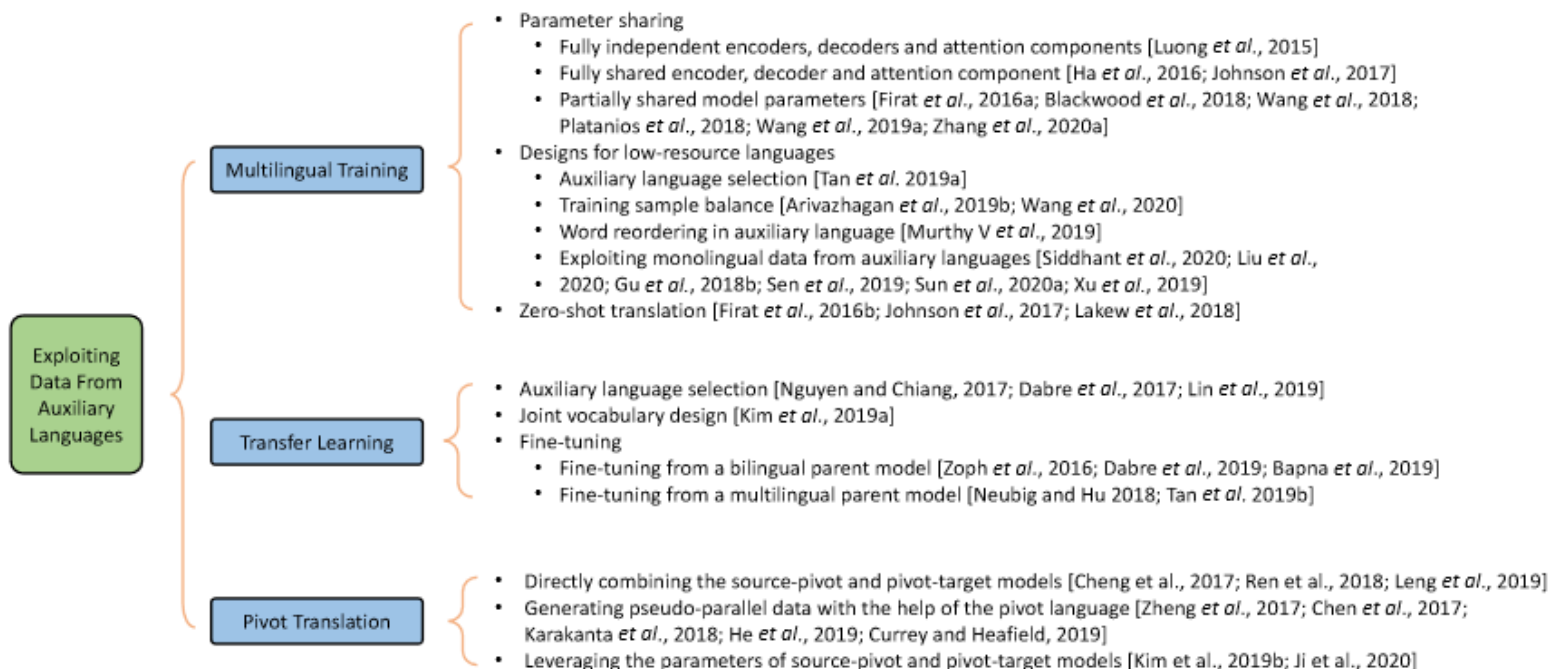 Exploiting
Data From
Auxiliary
Languages
Multilingual Training
• Parameter sharing
• Fully independent encoders, decoders and attention components [Luong et al., 2015]
• Fully shared encoder, decoder and attention component [Ha et al., 2016; Johnson et al., 2017]
• Partially shared model parameters [Firat et al., 2016a; Blackwood et al., 2018; Wang et al., 2018;
Platanios et al., 2018; Wang et al., 2019a; Zhang et al., 2020a]
• Designs for low-resource languages
• Auxiliary language selection [Tan et al. 2019a]
• Training sample balance [Arivazhagan et al., 2019b; Wang et al., 2020]
• Word reordering in auxiliary language [Murthy V et al., 2019]
• Exploiting monolingual data from auxiliary languages [Siddhant et al., 2020; Liu et al.,
• 2020; Gu et al., 2018b; Sen et al., 2019; Sun et al., 2020a; Xu et al., 2019]
• Zero-shot translation [Firat et al., 2016b; Johnson et al., 2017; Lakew et al., 2018]
Transfer Learning
• Auxiliary language selection [Nguyen and Chiang, 2017; Dabre et al., 2017; Lin et al., 2019]
• Joint vocabulary design [Kim et al., 2019a]
• Fine-tuning
• Fine-tuning from a bilingual parent model [Zoph et al., 2016; Dabre et al., 2019; Bapna et al., 2019]
• Fine-tuning from a multilingual parent model [Neubig and Hu 2018; Tan et al. 2019b]
Pivot Translation
• Directly combining the source-pivot and pivot-target models [Cheng et al., 2017; Ren et al., 2018; Leng et al., 2019]
• Generating pseudo-parallel data with the help of the pivot language [Zheng et al., 2017; Chen et al., 2017;
Karakanta et al., 2018; He et al., 2019; Currey and Heafield, 2019]
• Leveraging the parameters of source-pivot and pivot-target models [Kim et al., 2019b; Ji et al., 2020]